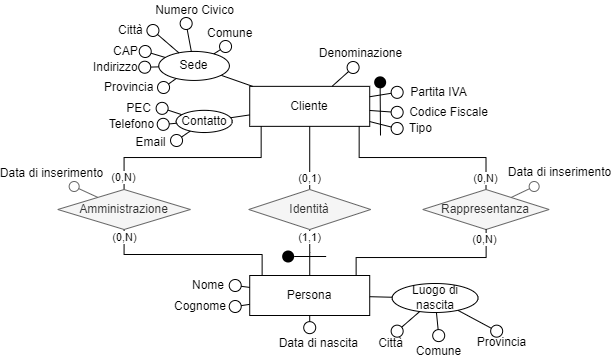 Numero Civico
Città
Comune
CAP
Sede
Indirizzo
Provincia
Denominazione
PEC
Contatto
Telefono
Email
Cliente
Partita IVA
Codice Fiscale
Tipo
Data di inserimento
(0,N)
(0,1)
(0,N)
Data di inserimento
Amministrazione
Identità
Rappresentanza
(0,N)
(1,1)
(0,N)
Nome
Cognome
Persona
Luogo di
nascita
Data di nascita
Città
Comune
Provincia